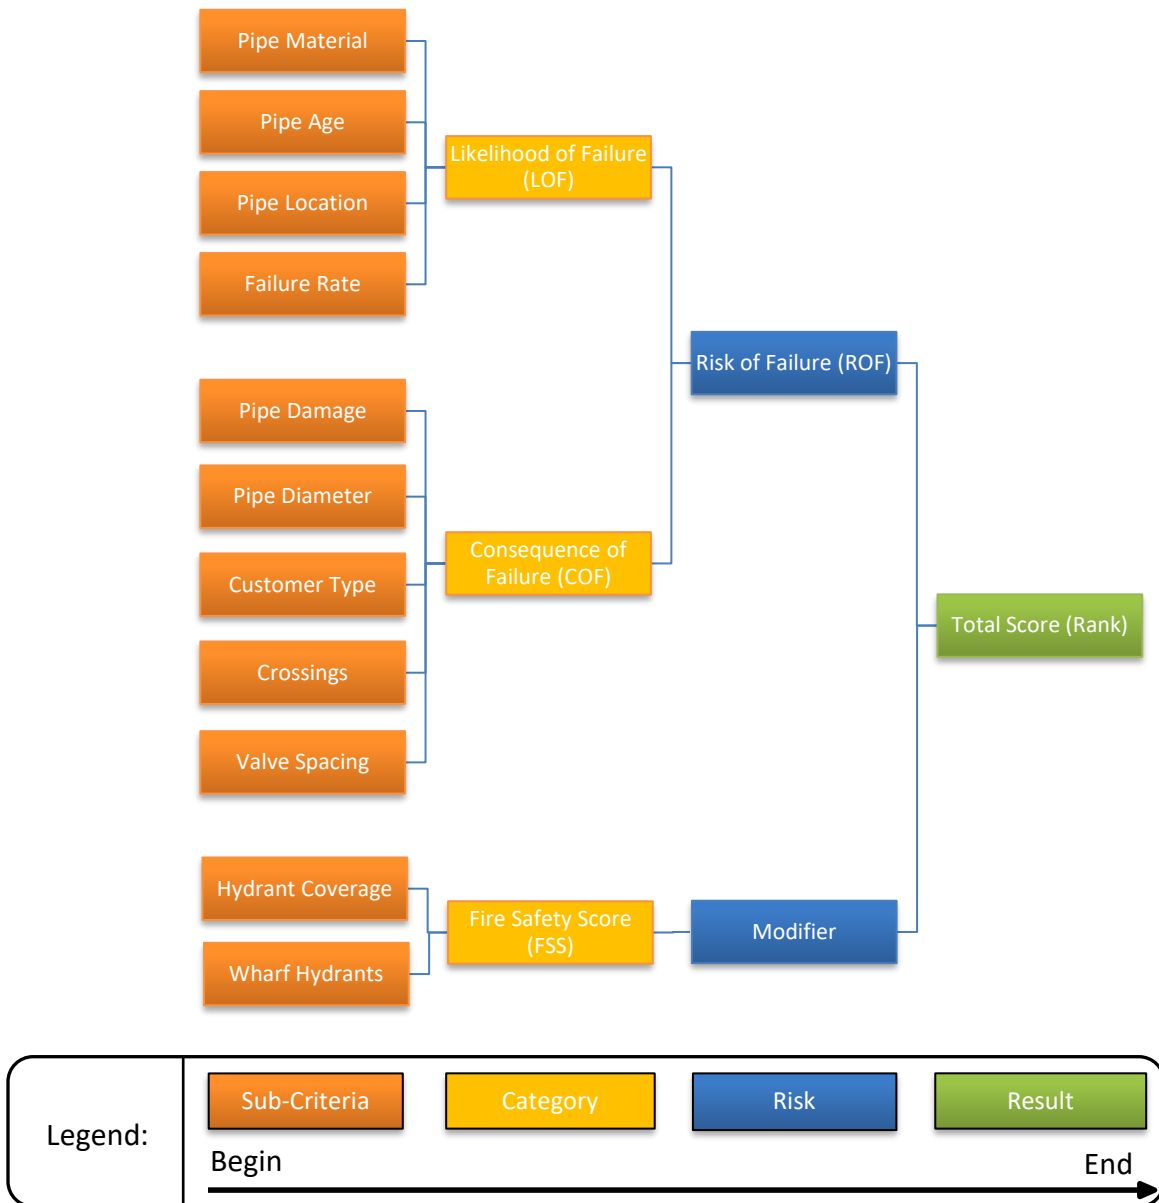 Pipe Material
Pipe Age
Pipe Location
Failure Rate
Likelihood of Failure
(LOF)
Pipe Damage
Pipe Diameter
Customer Type
Crossings
Valve Spacing
Consequence of
Failure (COF)
Risk of Failure (ROF)
Hydrant Coverage
Wharf Hydrants
Fire Safety Score
(FSS)
Modifier
Total Score (Rank)
Legend:
Sub-Criteria
Category
Risk
Result
Begin
End